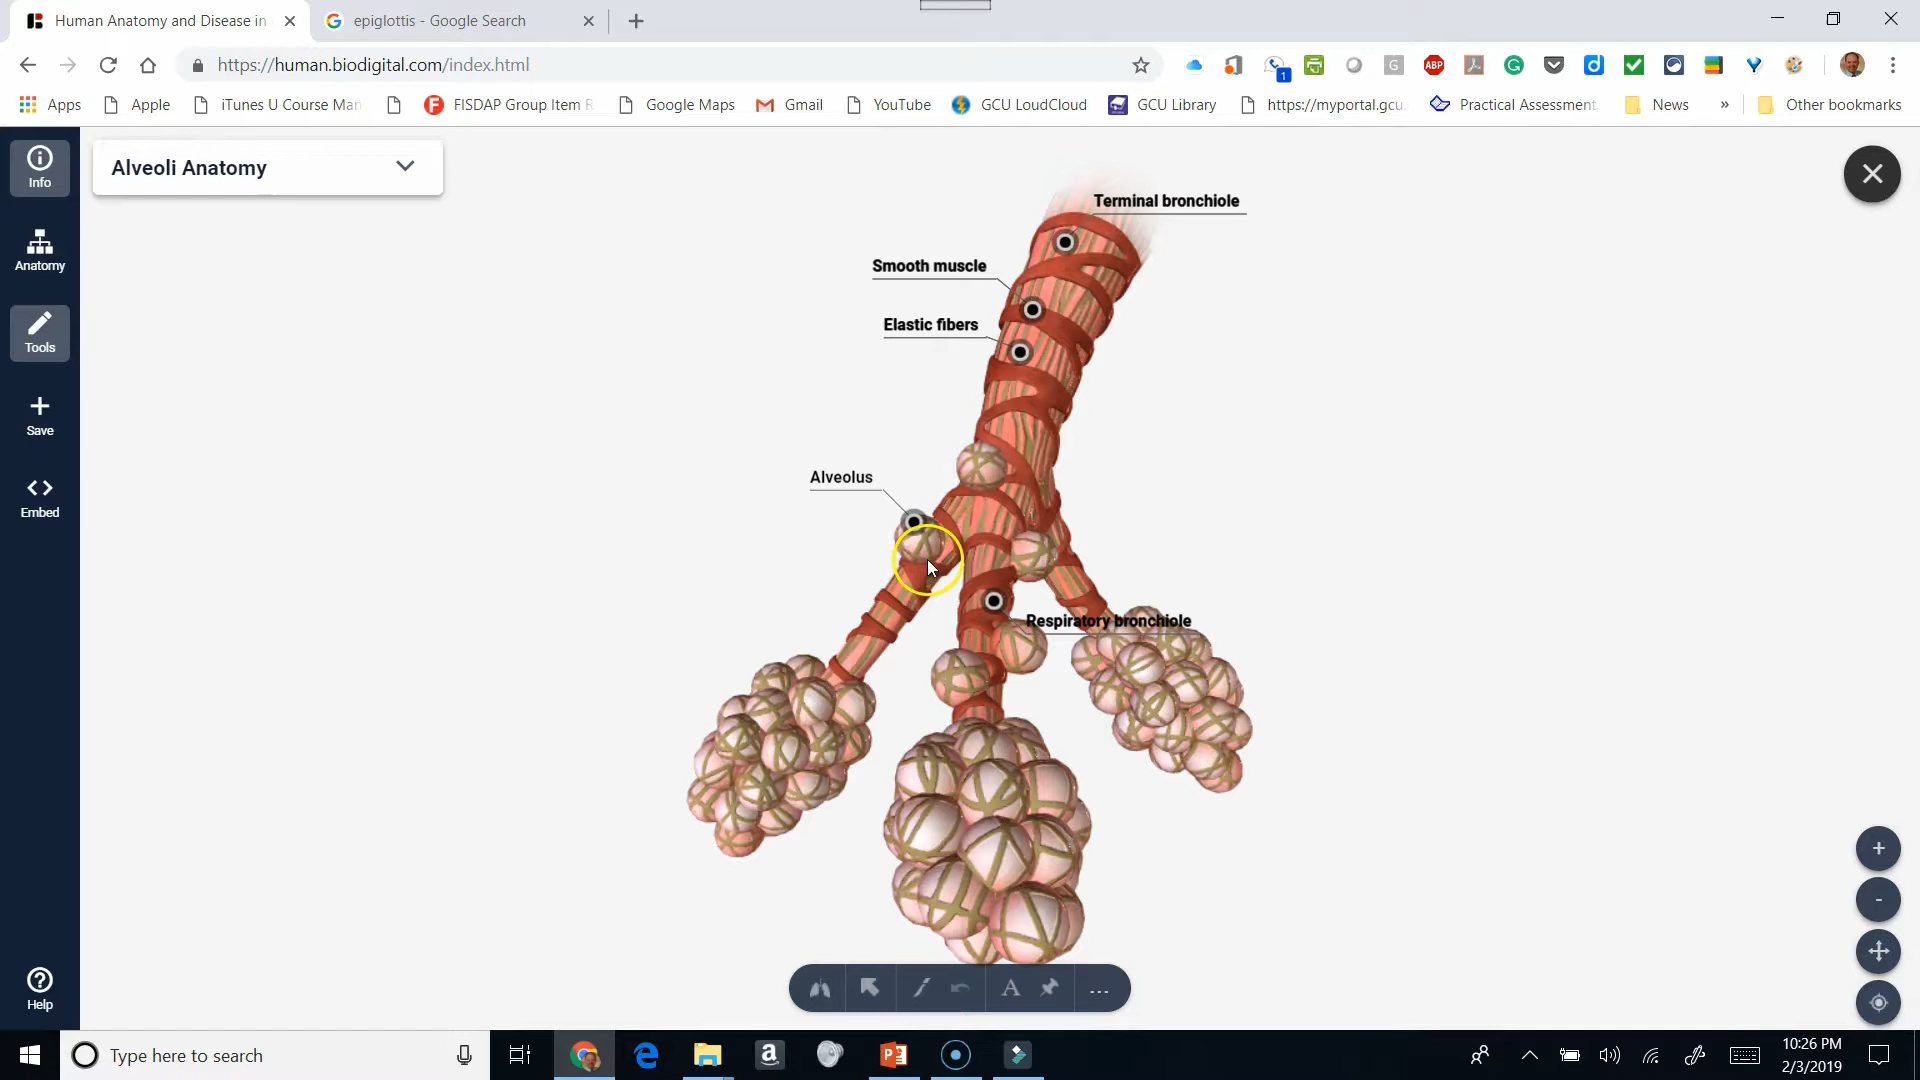 Human Anatomy and Disease in
epiglottis - Google Search
https://human.biodigital.com/index.html
ABP
1
Apps
Apple
iTunes U Course Man
FISDAP Group Item R
Google Maps
Gmail
YouTube
GCU LoudCloud
GCU Library
https://myportal.gcu.
Practical Assessment,
News
»
Other bookmarks
Info
Alveoli Anatomy
Anatomy
Tools
Save
Embed
Help
Terminal bronchiole
Smooth muscle
Elastic fibers
Alveolus
Respiratory bronchiole
+
-
A
...
Type here to search
10:26 PM
2/3/2019